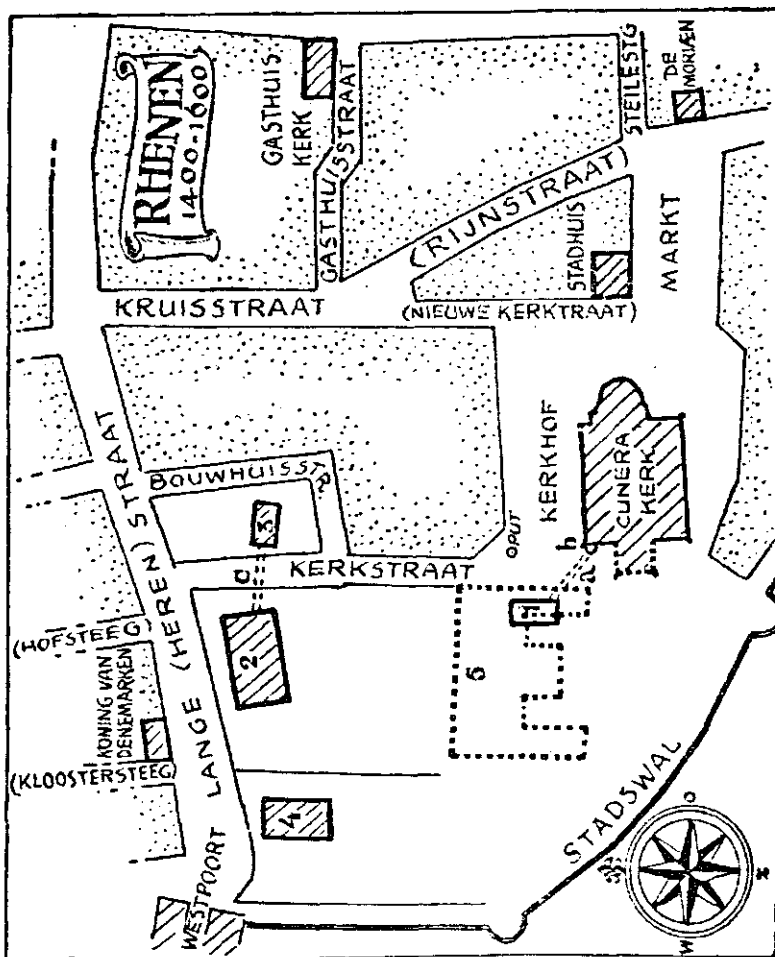 RHENEN
1400-1600
GASTHUIS
KERK
GASTHUISSTRAAT
STEILESTG
DE
MORIAEN
(RIJNSTRAAT)
STADHUIS
MARKT
KRUISSTRAAT
(NIEUWE KERKTRAAT)
LANGE (HEREN) STRAAT
BOUWHUISSTR
3
c
KERKSTRAAT
PUT
KERKHOF
CUNERA
KERK
b
a
1
2
5
4
(HOFSTEEG)
KONING VAN
DENEMARKEN
(KLOOSTERSTEEG)
WESTPOORT
STADSWAL
O
W